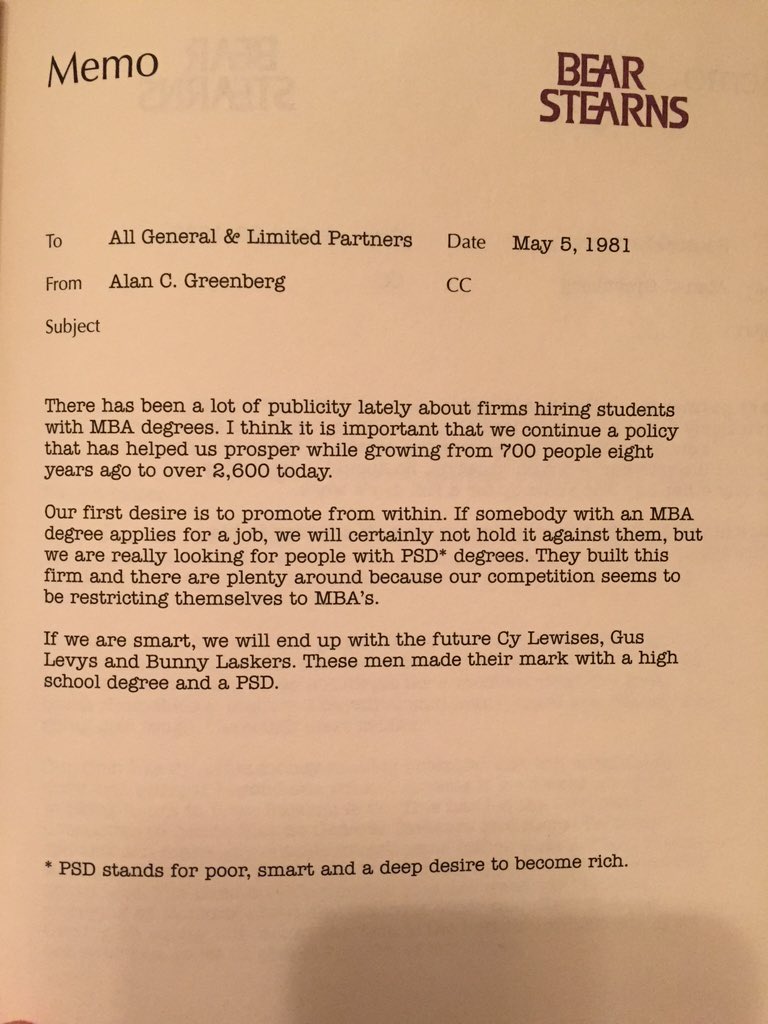 Memo
BEAR
STEARNS
To All General & Limited Partners Date May 5, 1981
From Alan C. Greenberg CC
Subject
There has been a lot of publicity lately about firms hiring students
with MBA degrees. I think it is important that we continue a policy
that has helped us prosper while growing from 700 people eight
years ago to over 2,600 today.
Our first desire is to promote from within. If somebody with an MBA
degree applies for a job, we will certainly not hold it against them, but
we are really looking for people with PSD* degrees. They built this
firm and there are plenty around because our competition seems to
be restricting themselves to MBA's.
If we are smart, we will end up with the future Cy Lewises, Gus
Levys and Bunny Laskers. These men made their mark with a high
school degree and a PSD.
* PSD stands for poor, smart and a deep desire to become rich.